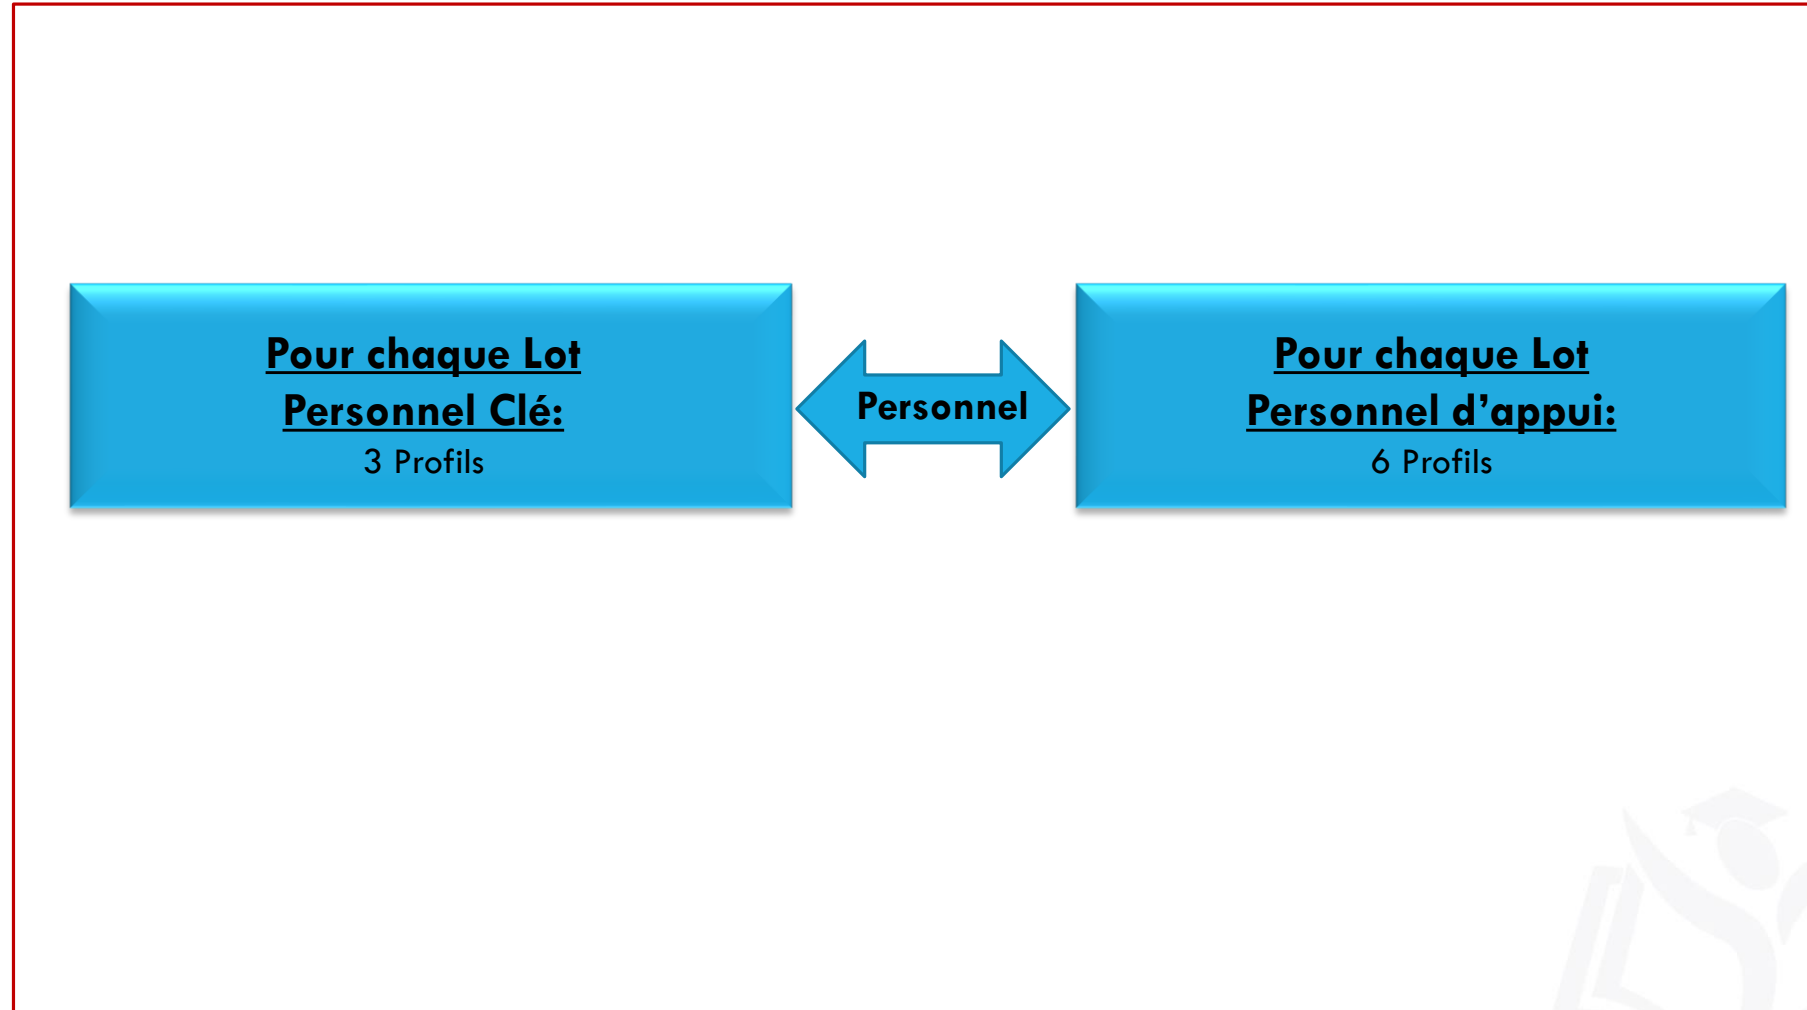 Pour chaque Lot
Personnel Clé:
3 Profils
Personnel
Pour chaque Lot
Personnel d’appui:
6 Profils